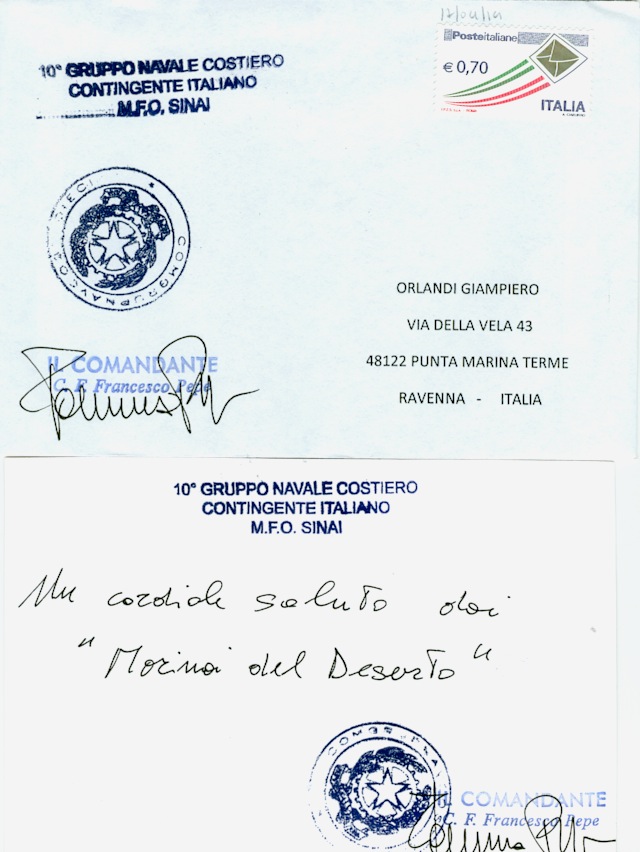 Posteitaliane
€ 0,70
ITALIA
10° GRUPPO NAVALE COSTIERO
CONTINGENTE ITALIANO
M.F.O. SINAI
ORLANDI GIAMPIERO
VIA DELLA VELA 43
48122 PUNTA MARINA TERME
RAVENNA - ITALIA
IL COMANDANTE
C. F. Francesco Pepe
10° GRUPPO NAVALE COSTIERO
CONTINGENTE ITALIANO
M.F.O. SINAI
Un cordiale saluto dai
"Marinai del Deserto"
IL COMANDANTE
C. F. Francesco Pepe